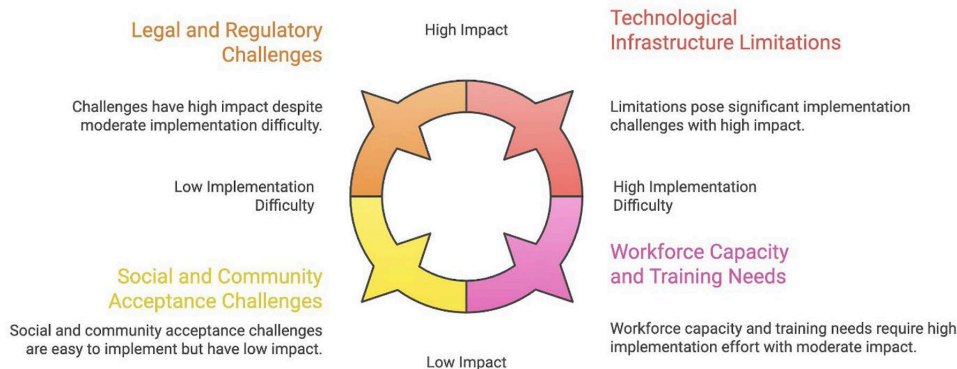 Legal and Regulatory
Challenges
High Impact
Technological
Infrastructure Limitations
Challenges have high impact despite
moderate implementation difficulty.
Limitations pose significant implementation
challenges with high impact.
Low Implementation
Difficulty
High Implementation
Difficulty
Social and Community
Acceptance Challenges
Workforce Capacity
and Training Needs
Social and community acceptance challenges
are easy to implement but have low impact.
Workforce capacity and training needs require high
implementation effort with moderate impact.
Low Impact